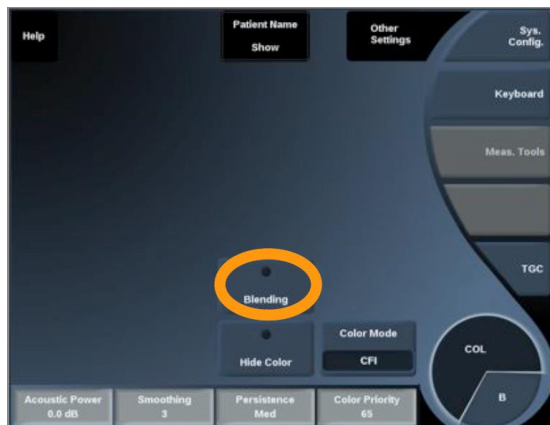 Help
Patient Name
Show
Other
Settings
Sys.
Config.
Keyboard
Meas. Tools
TGC
Blending
Hide Color
Color Mode
CFI
COL
B
Acoustic Power
0.0 dB
Smoothing
3
Persistence
Med
Color Priority
65